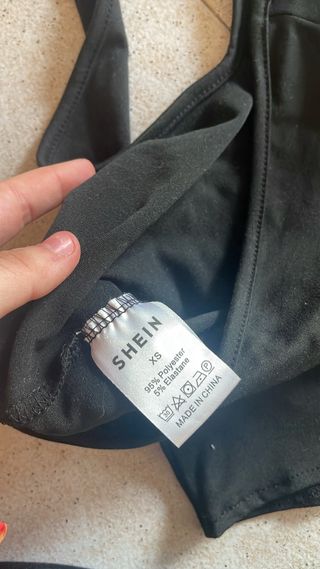 SHEIN
XS
95% Polyester
5% Elastane
MADE IN CHINA